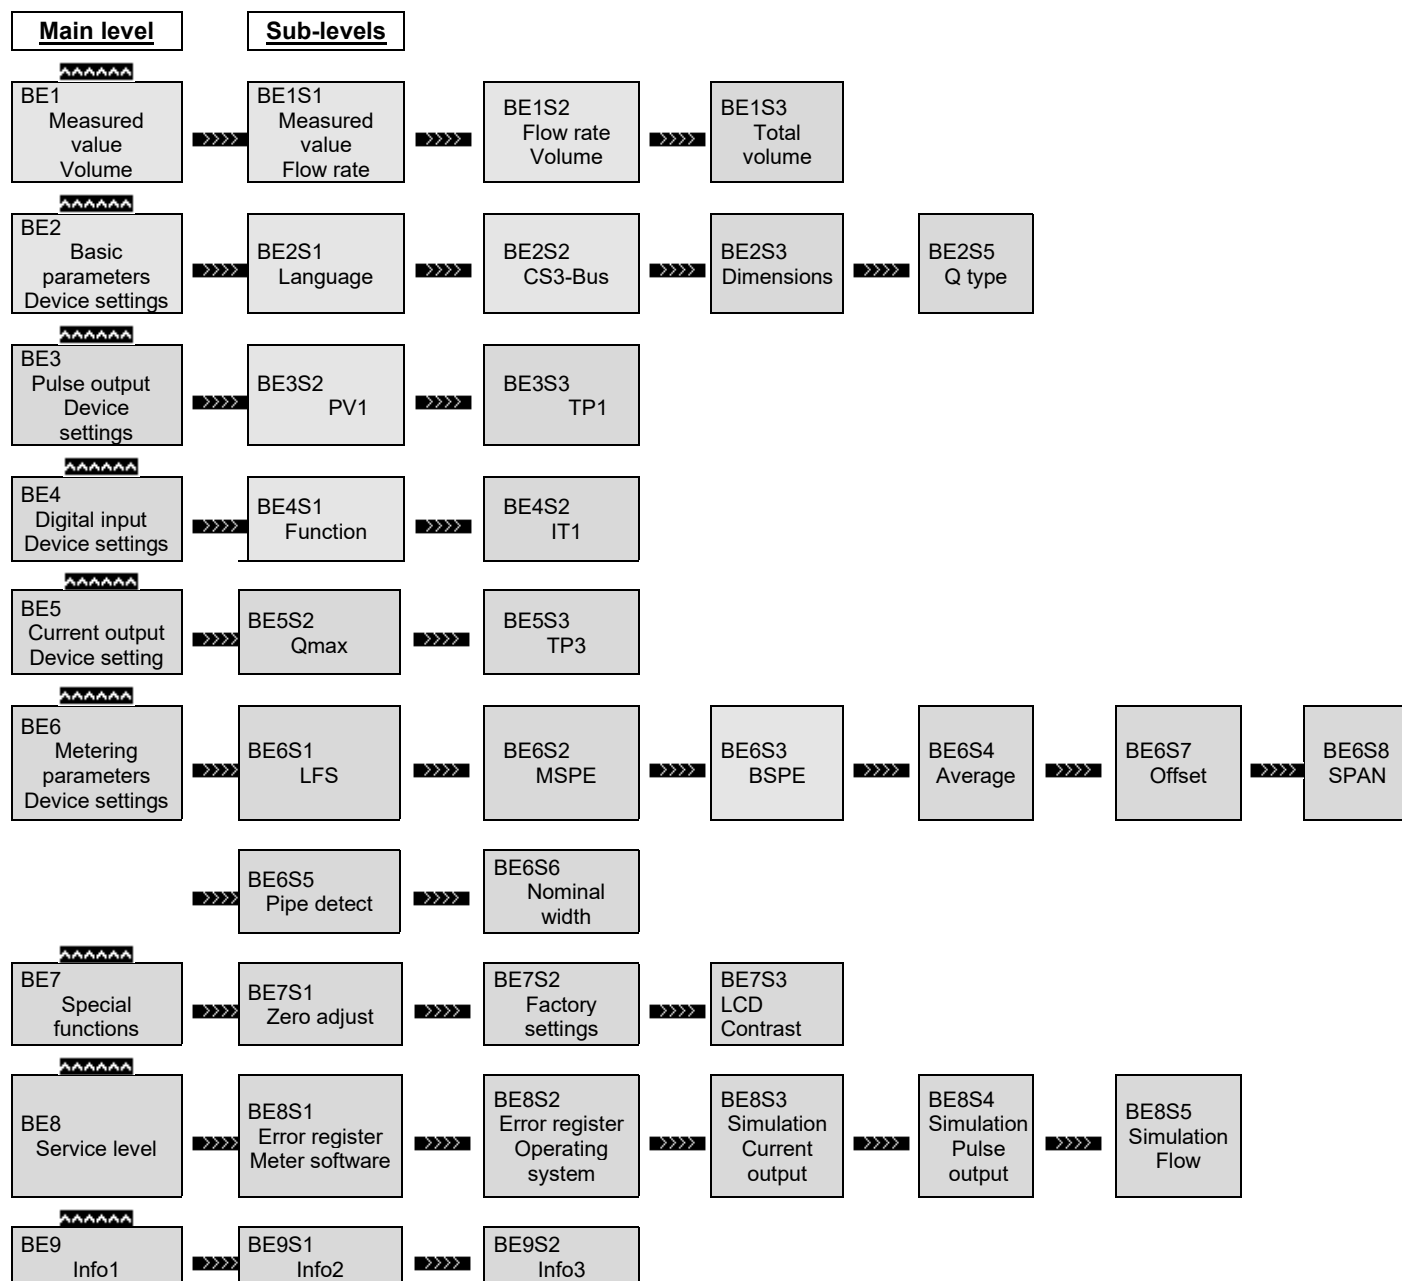 Main level
Sub-levels
BE1
Measured
value
Volume
BE1S1
Measured
value
Flow rate
BE1S2
Flow rate
Volume
BE1S3
Total
volume
BE2
Basic
parameters
Device settings
BE2S1
Language
BE2S2
CS3-Bus
BE2S3
Dimensions
BE2S5
Q type
BE3
Pulse output
Device
settings
BE3S2
PV1
BE3S3
TP1
BE4
Digital input
Device settings
BE4S1
Function
BE4S2
IT1
BE5
Current output
Device setting
BE5S2
Qmax
BE5S3
TP3
BE6
Metering
parameters
Device settings
BE6S1
LFS
BE6S2
MSPE
BE6S3
BSPE
BE6S4
Average
BE6S7
Offset
BE6S8
SPAN
BE6S5
Pipe detect
BE6S6
Nominal
width
BE7
Special
functions
BE7S1
Zero adjust
BE7S2
Factory
settings
BE7S3
LCD
Contrast
BE8
Service level
BE8S1
Error register
Meter software
BE8S2
Error register
Operating
system
BE8S3
Simulation
Current
output
BE8S4
Simulation
Pulse
output
BE8S5
Simulation
Flow
BE9
Info1
BE9S1
Info2
BE9S2
Info3